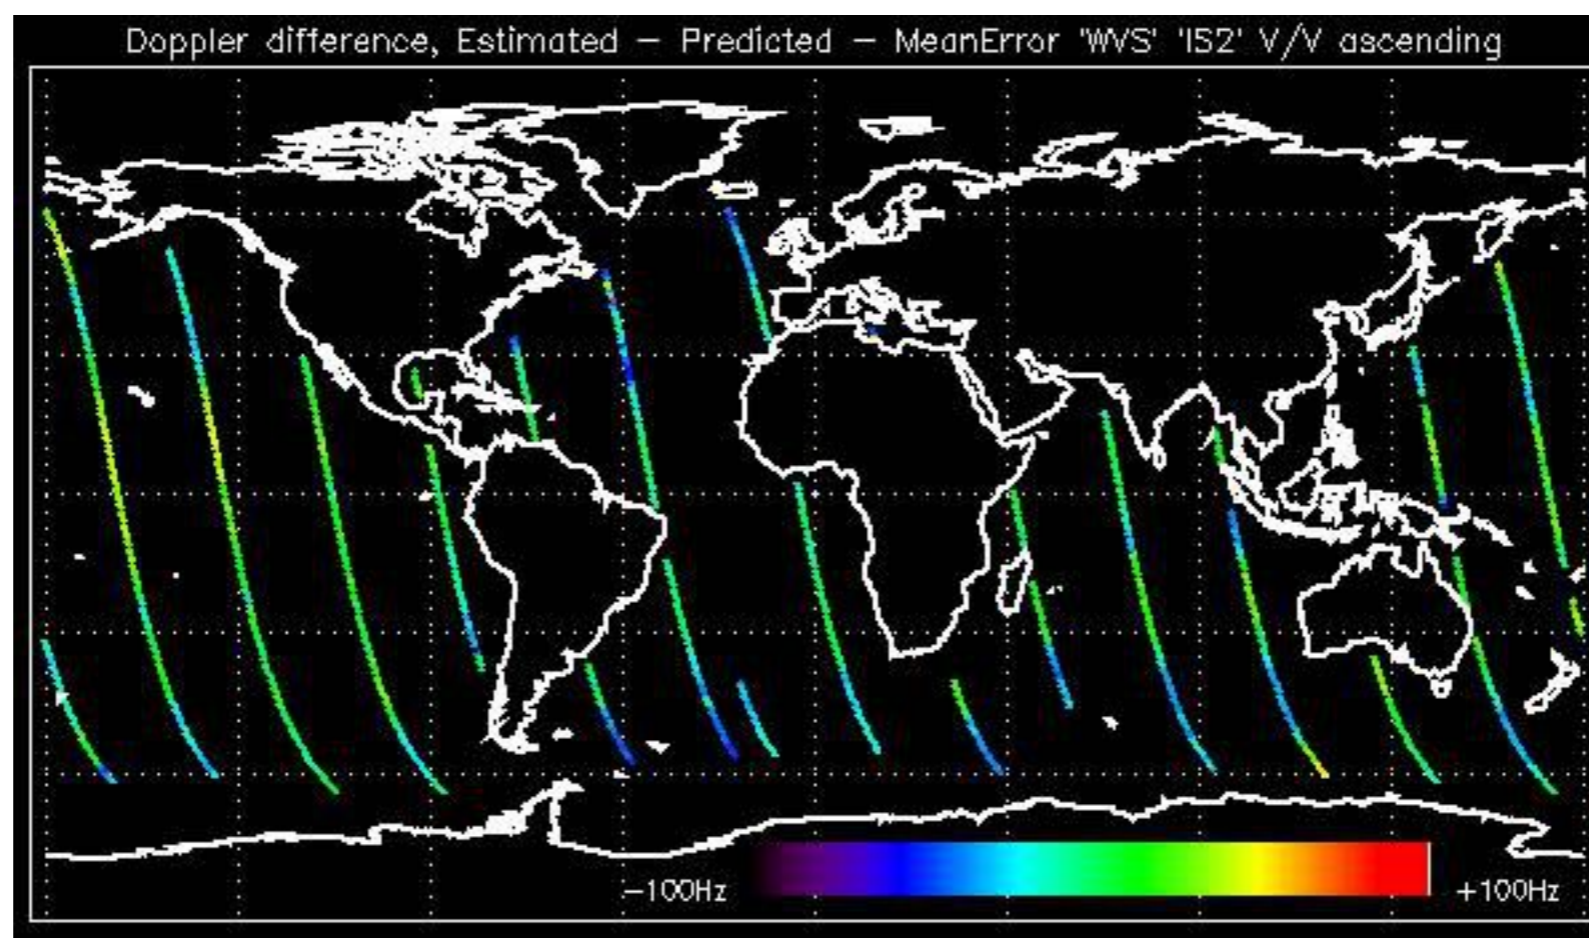 Doppler difference, Estimated − Predicted − MeanError 'WVS' 'IS2' V/V ascending
−100Hz
+100Hz